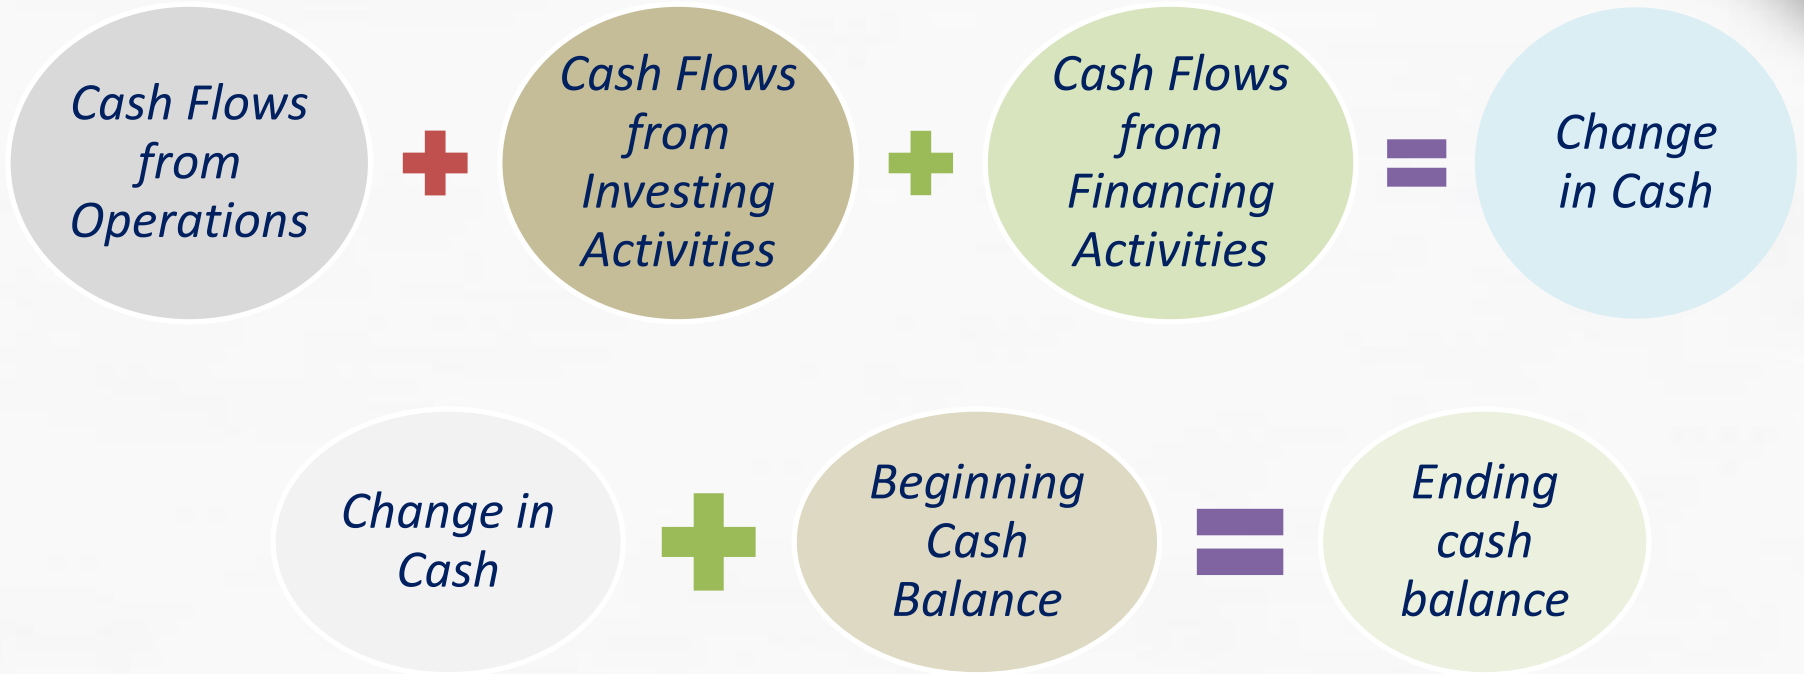 Cash Flows
from
Operations
Cash Flows
from
Investing
Activities
Cash Flows
from
Financing
Activities
Change
in Cash
Change in
Cash
Beginning
Cash
Balance
Ending
cash
balance